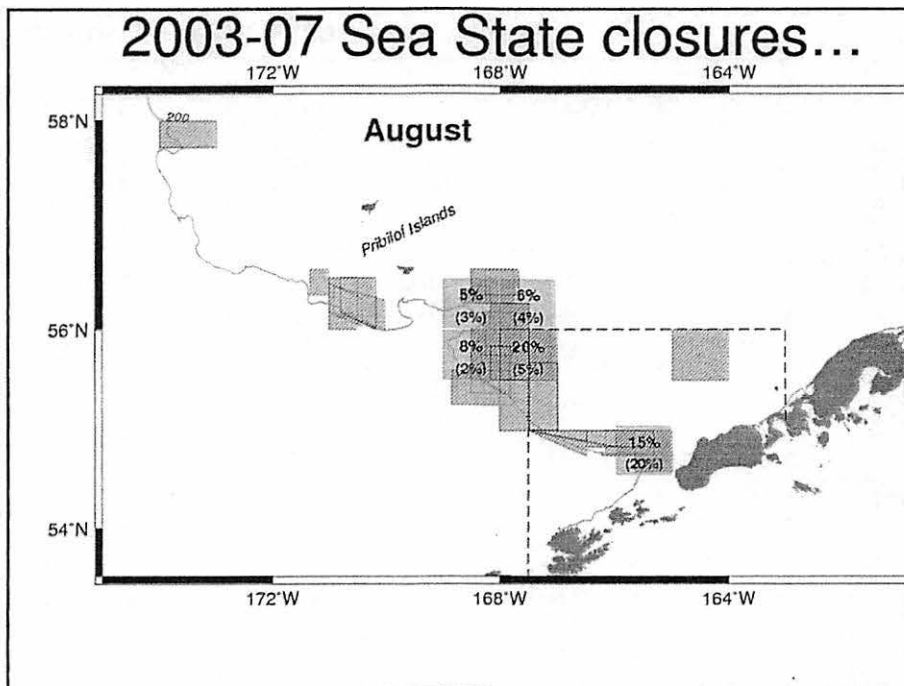 2003-07 Sea State closures...
172°W 168°W 164°W
58°N
200
August
Pribilof Islands
5% 6%
(3%) (4%)
56°N
8% 20%
(2%) (5%)
15%
(20%)
54°N
172°W 168°W 164°W